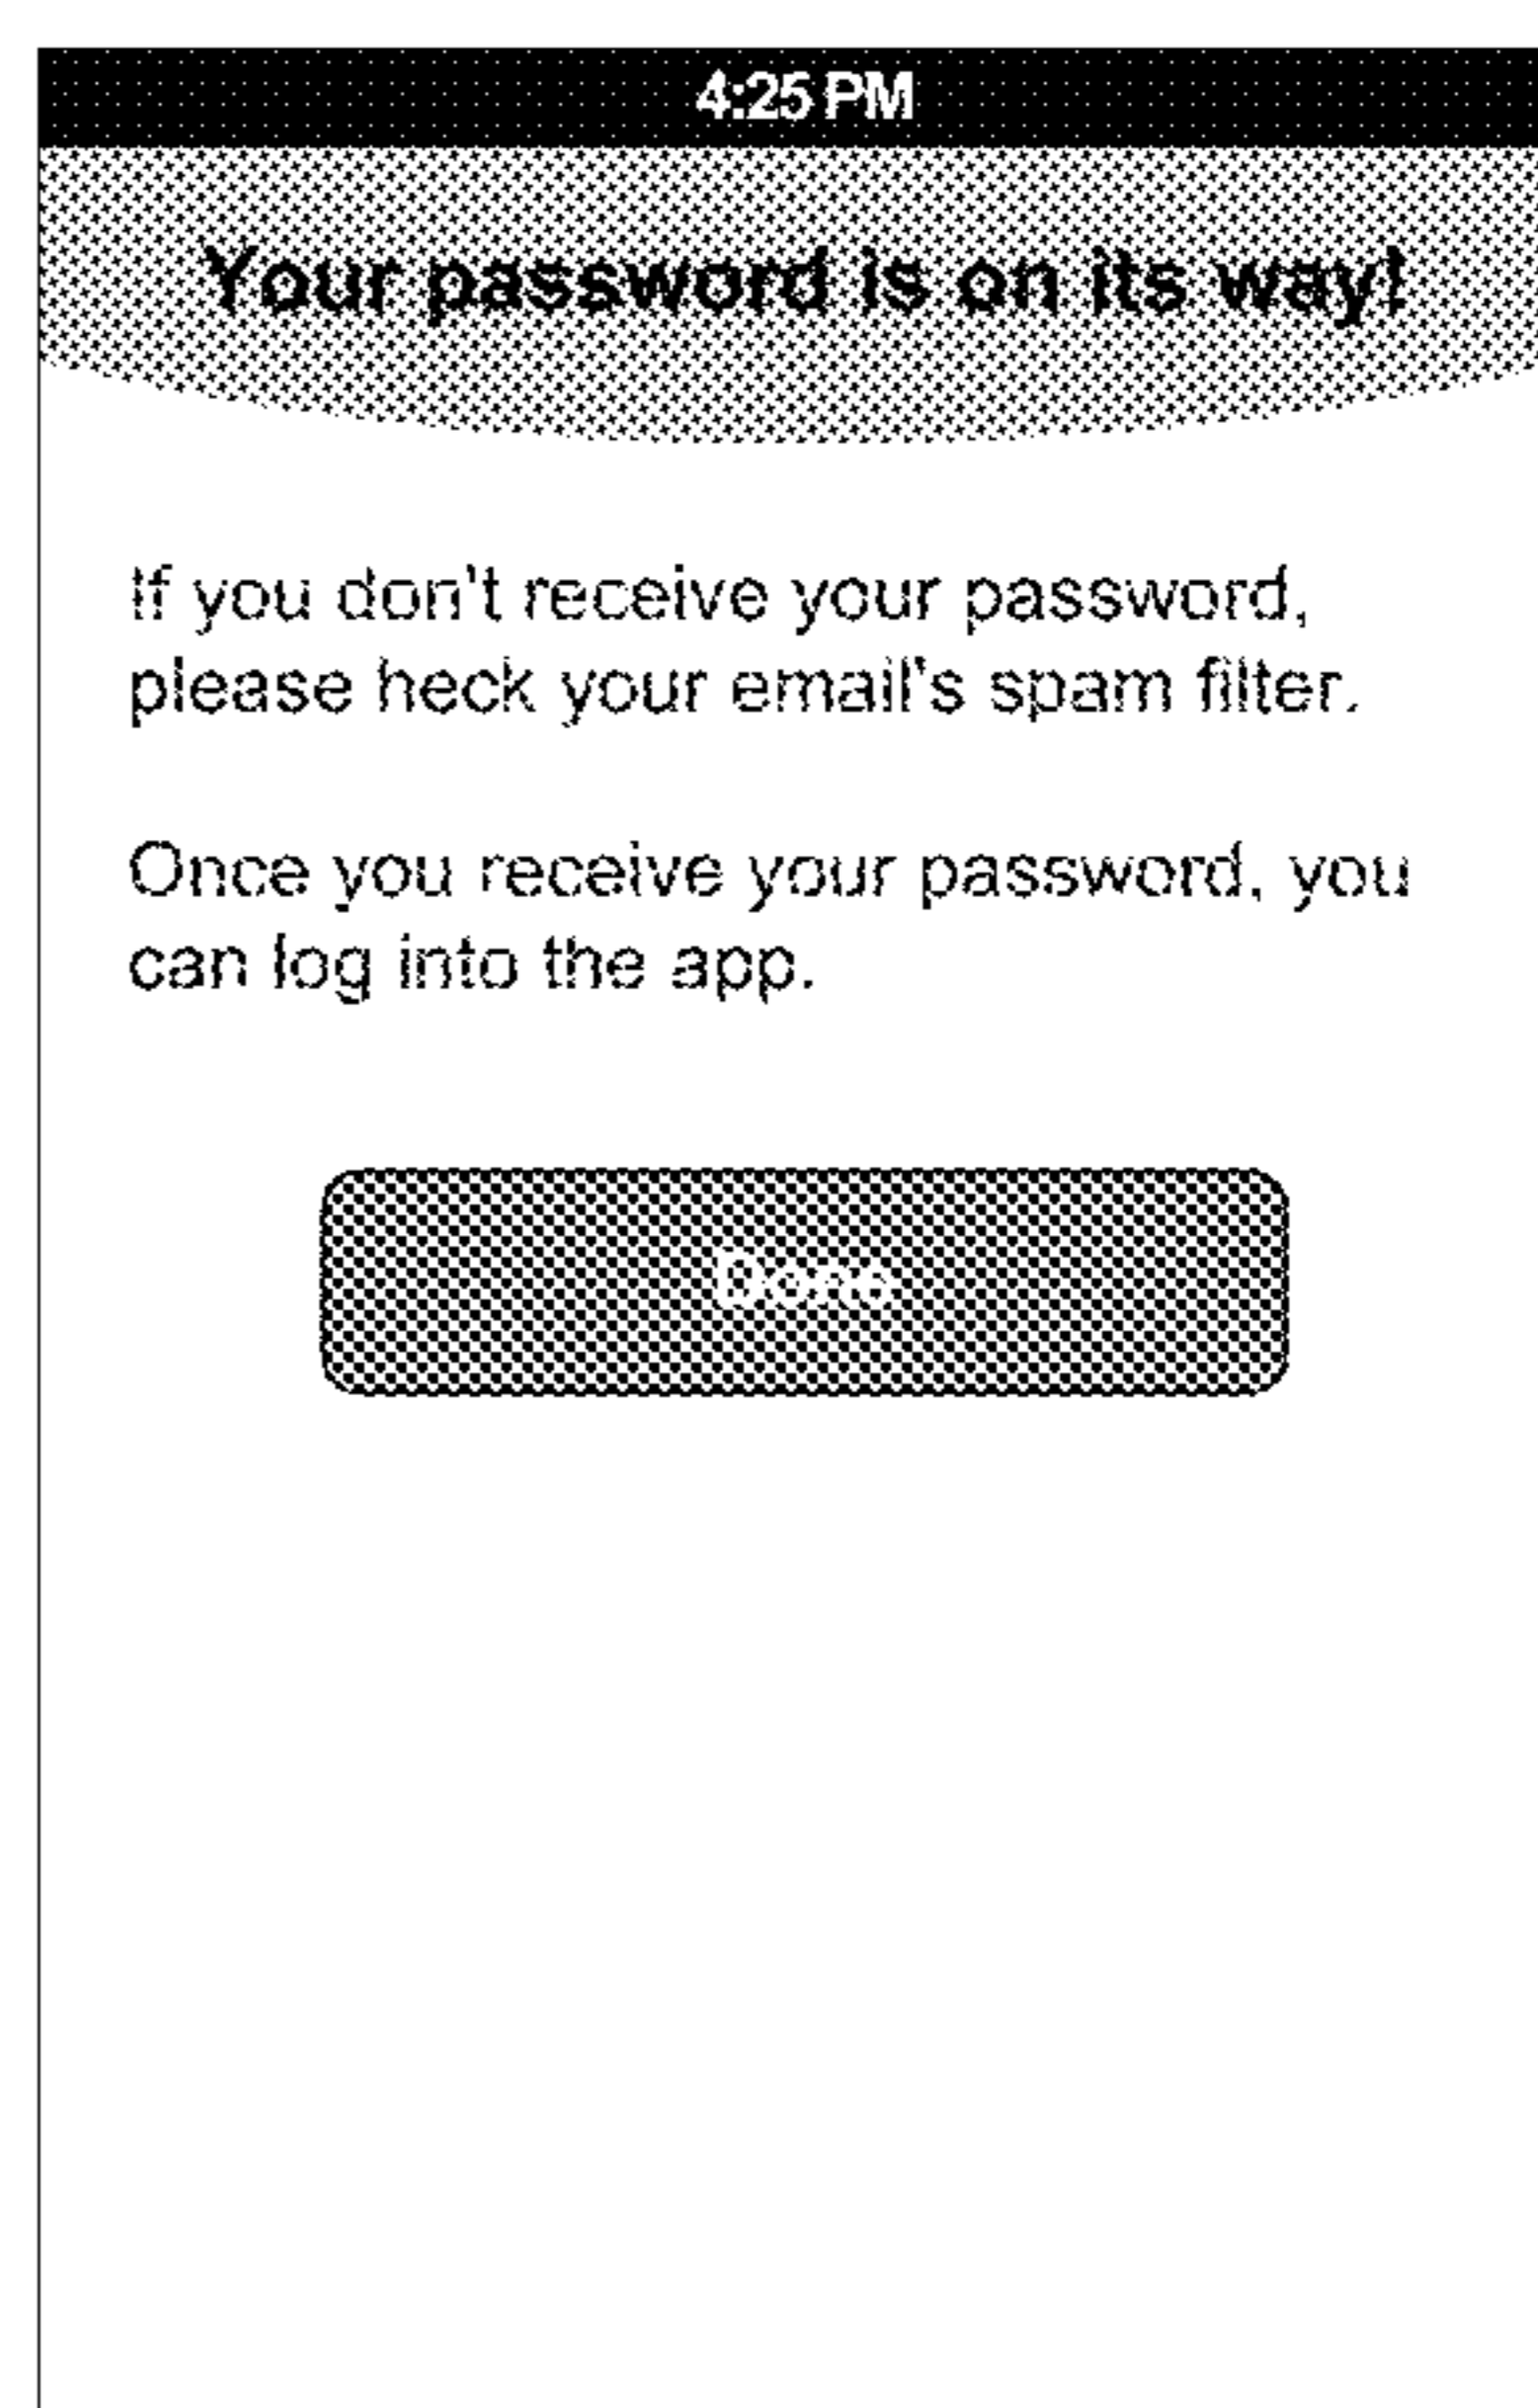 4:25 PM
Your password is on its way!
If you don't receive your password,
please heck your email's spam filter.
Once you receive your password, you
can log into the app.
Done